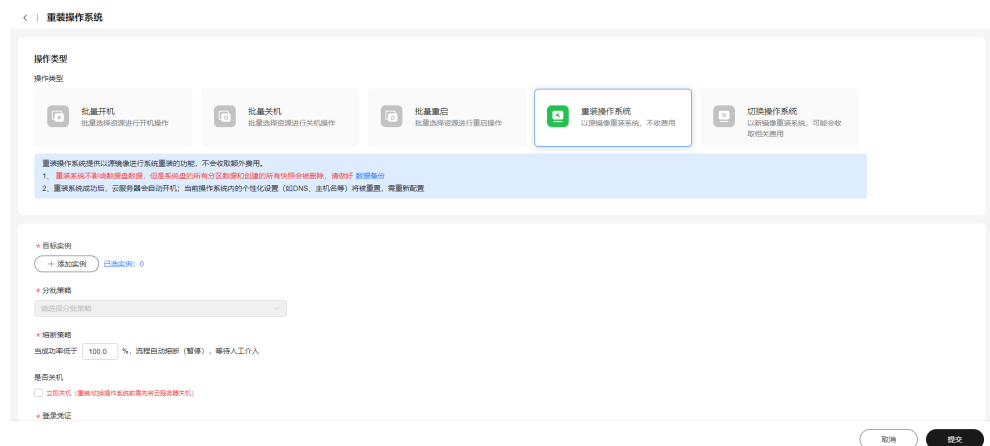 重装操作系统
操作类型
操作类型
批量开机
批量选择资源进行开机操作
批量关机
批量选择资源进行关机操作
批量重启
批量选择资源进行重启操作
重装操作系统
以原镜像重装系统，不收费用
切换操作系统
以新镜像重装系统，可能会收
取相关费用
重装操作系统提供以源镜像进行系统重装的功能，不会收取额外费用。
1、 重装系统不影响数据盘数据，但是系统盘的所有分区数据和创建的所有快照会被删除，请做好 数据备份
2、重装系统成功后，云服务器会自动开机；当前操作系统内的个性化设置（如DNS、主机名等）将被重置，需重新配置
* 目标实例
+ 添加实例 已选实例：0
* 分批策略
请选择分批策略
* 熔断策略
当成功率低于 100.0 %，流程自动熔断（暂停），等待人工介入
是否关机
立即关机（重装/切换操作系统前需先将云服务器关机）
* 登录凭证
取消 提交